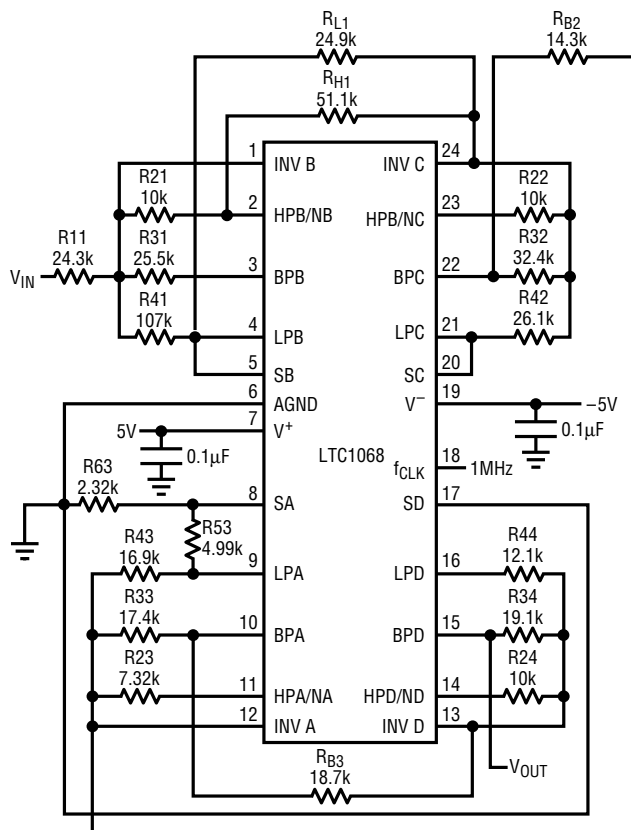 RL1
24.9k
RB2
14.3k
RH1
51.1k
1 INV B
INV C 24
R21
10k
2 HPB/NB
HPB/NC 23
R22
10k
R11
24.3k
VIN
R31
25.5k
3 BPB
BPC 22
R32
32.4k
R41
107k
4 LPB
LPC 21
R42
26.1k
5 SB
SC 20
6 AGND
V– 19
–5V
0.1µF
5V
7 V+
0.1µF
LTC1068
fCLK 18
1MHz
R63
2.32k
8 SA
SD 17
R53
4.99k
R43
16.9k
9 LPA
LPD 16
R44
12.1k
R33
17.4k
10 BPA
BPD 15
R34
19.1k
R23
7.32k
11 HPA/NA
HPD/ND 14
R24
10k
12 INV A
INV D 13
RB3
18.7k
VOUT